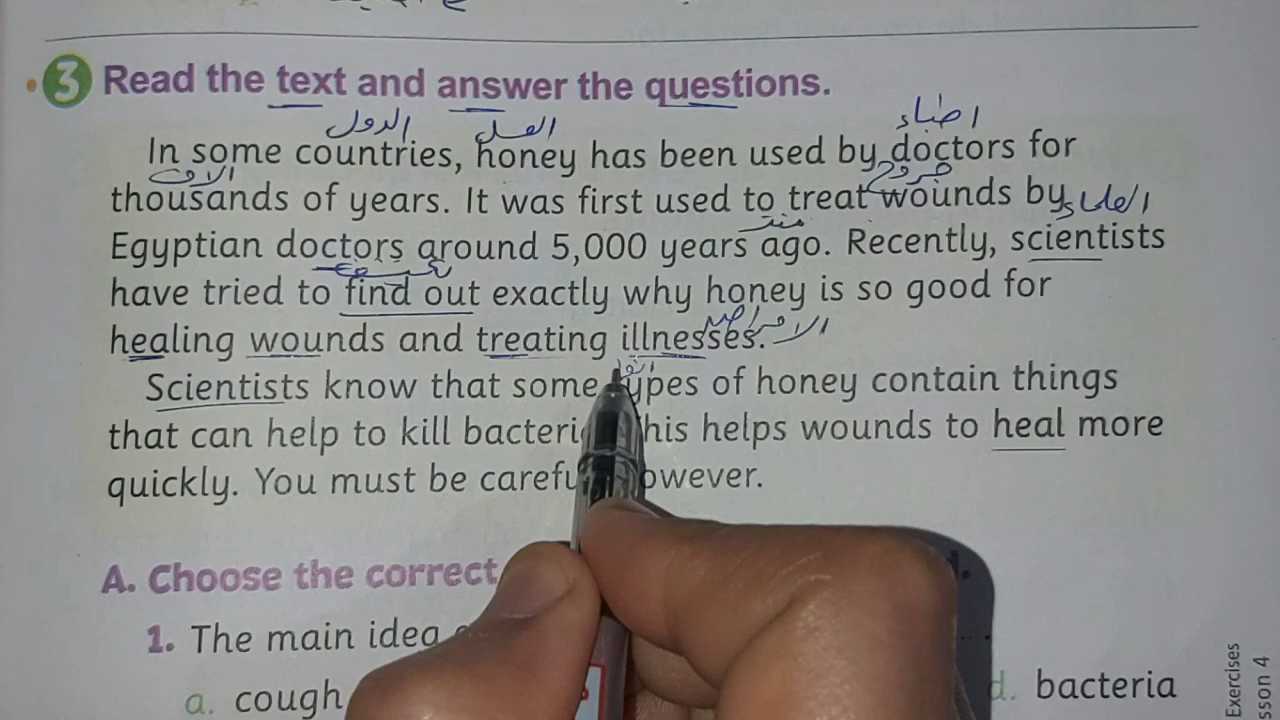 3 Read the text and answer the questions.
الدول العسل اطباء
In some countries, honey has been used by doctors for
الاف جروح
thousands of years. It was first used to treat wounds by العلماء
منذ
Egyptian doctors around 5,000 years ago. Recently, scientists
have tried to find out exactly why honey is so good for
healing wounds and treating illnesses. الامراض
Scientists know that some types of honey contain things
that can help to kill This helps wounds to heal more
quickly. You must be however.
A. Choose the correct
1. The main idea
a. cough d. bacteria
Exercises
sson 4